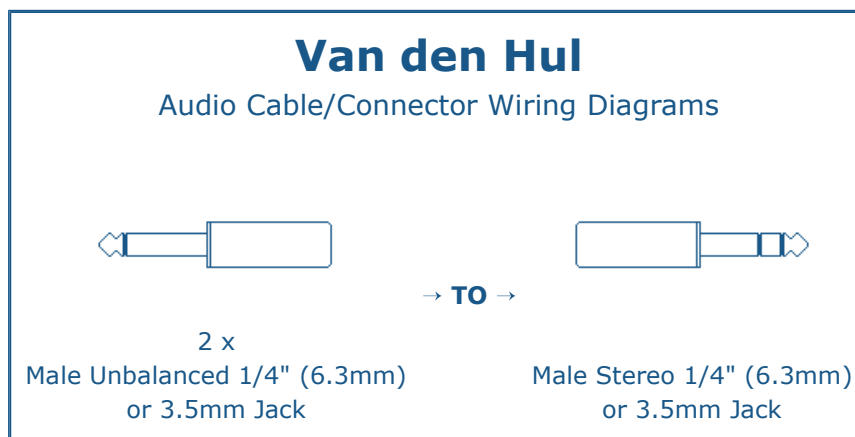 Van den Hul
Audio Cable/Connector Wiring Diagrams
→ TO →
2 x
Male Unbalanced 1/4" (6.3mm)
or 3.5mm Jack
Male Stereo 1/4" (6.3mm)
or 3.5mm Jack